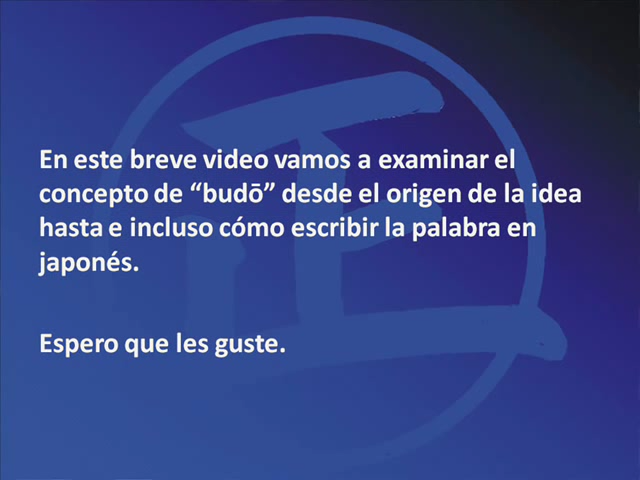 En este breve video vamos a examinar el
concepto de “budō” desde el origen de la idea
hasta e incluso cómo escribir la palabra en
japonés.
Espero que les guste.
正